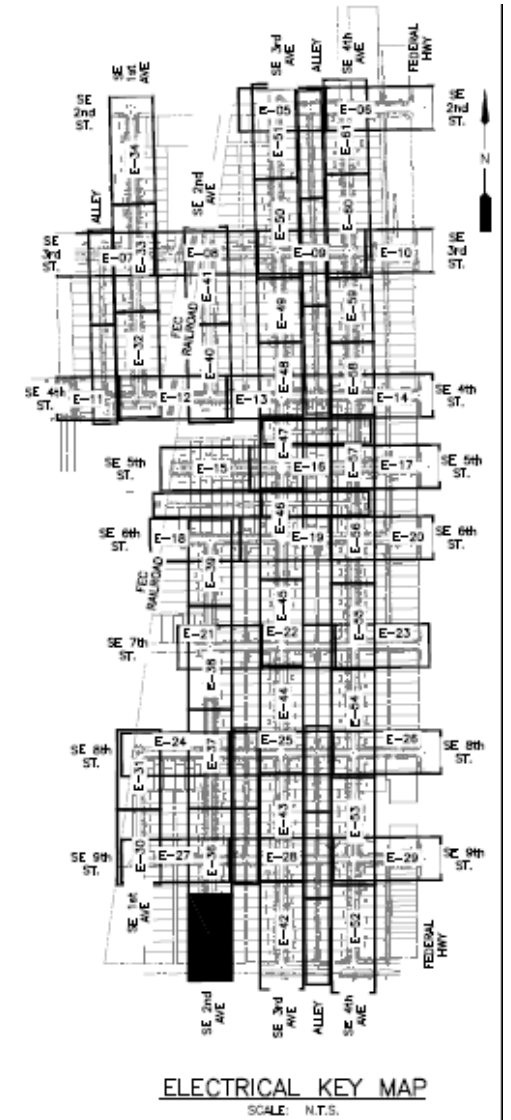 SE 1st AVE
SE 3rd AVE
ALLEY
SE 4th AVE
FEDERAL HWY
SE 2nd ST.
E-34
E-05
E-06
SE 2nd ST.
E-51
E-61
N
ALLEY
SE 2nd AVE
E-50
E-60
SE 3rd ST.
E-07
E-33
E-08
E-09
E-10
SE 3rd ST.
E-41
FEC RAILROAD
E-49
E-59
E-32
E-40
E-48
E-58
SE 4th ST.
E-11
E-12
E-13
E-14
SE 4th ST.
E-47
E-57
SE 5th ST.
E-15
E-16
E-17
SE 5th ST.
E-46
E-56
SE 6th ST.
E-18
E-19
E-20
SE 6th ST.
FEC RAILROAD
E-39
E-45
E-55
SE 7th ST.
E-21
E-22
E-23
SE 7th ST.
E-38
E-44
E-54
SE 8th ST.
E-24
E-37
E-25
E-26
SE 8th ST.
E-31
E-43
E-53
SE 9th ST.
E-30
E-27
E-36
E-28
E-29
SE 9th ST.
SE 1st AVE
E-42
E-52
FEDERAL HWY
SE 2nd AVE
SE 3rd AVE
ALLEY
SE 4th AVE
ELECTRICAL KEY MAP
SCALE: N.T.S.